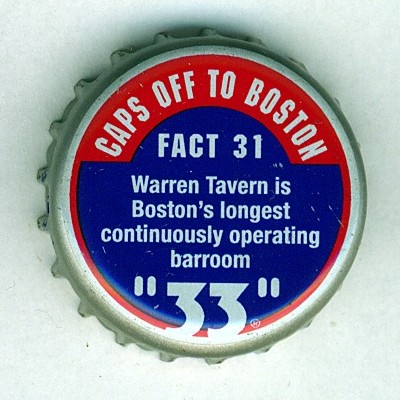 CAPS OFF TO BOSTON
FACT 31
Warren Tavern is
Boston's longest
continuously operating
barroom
"33"®